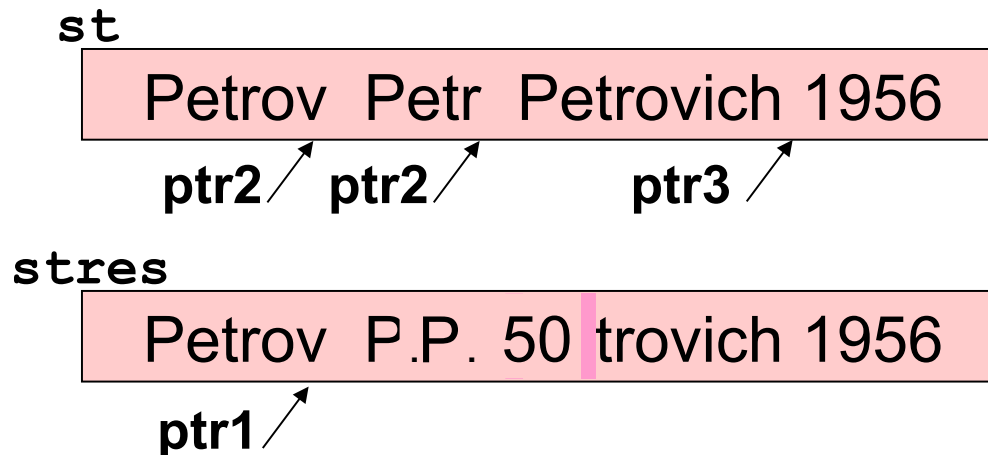 st
Petrov Petr Petrovich 1956
ptr2 ptr2 ptr3
stres
Petrov P.P. 50 trovich 1956
ptr1